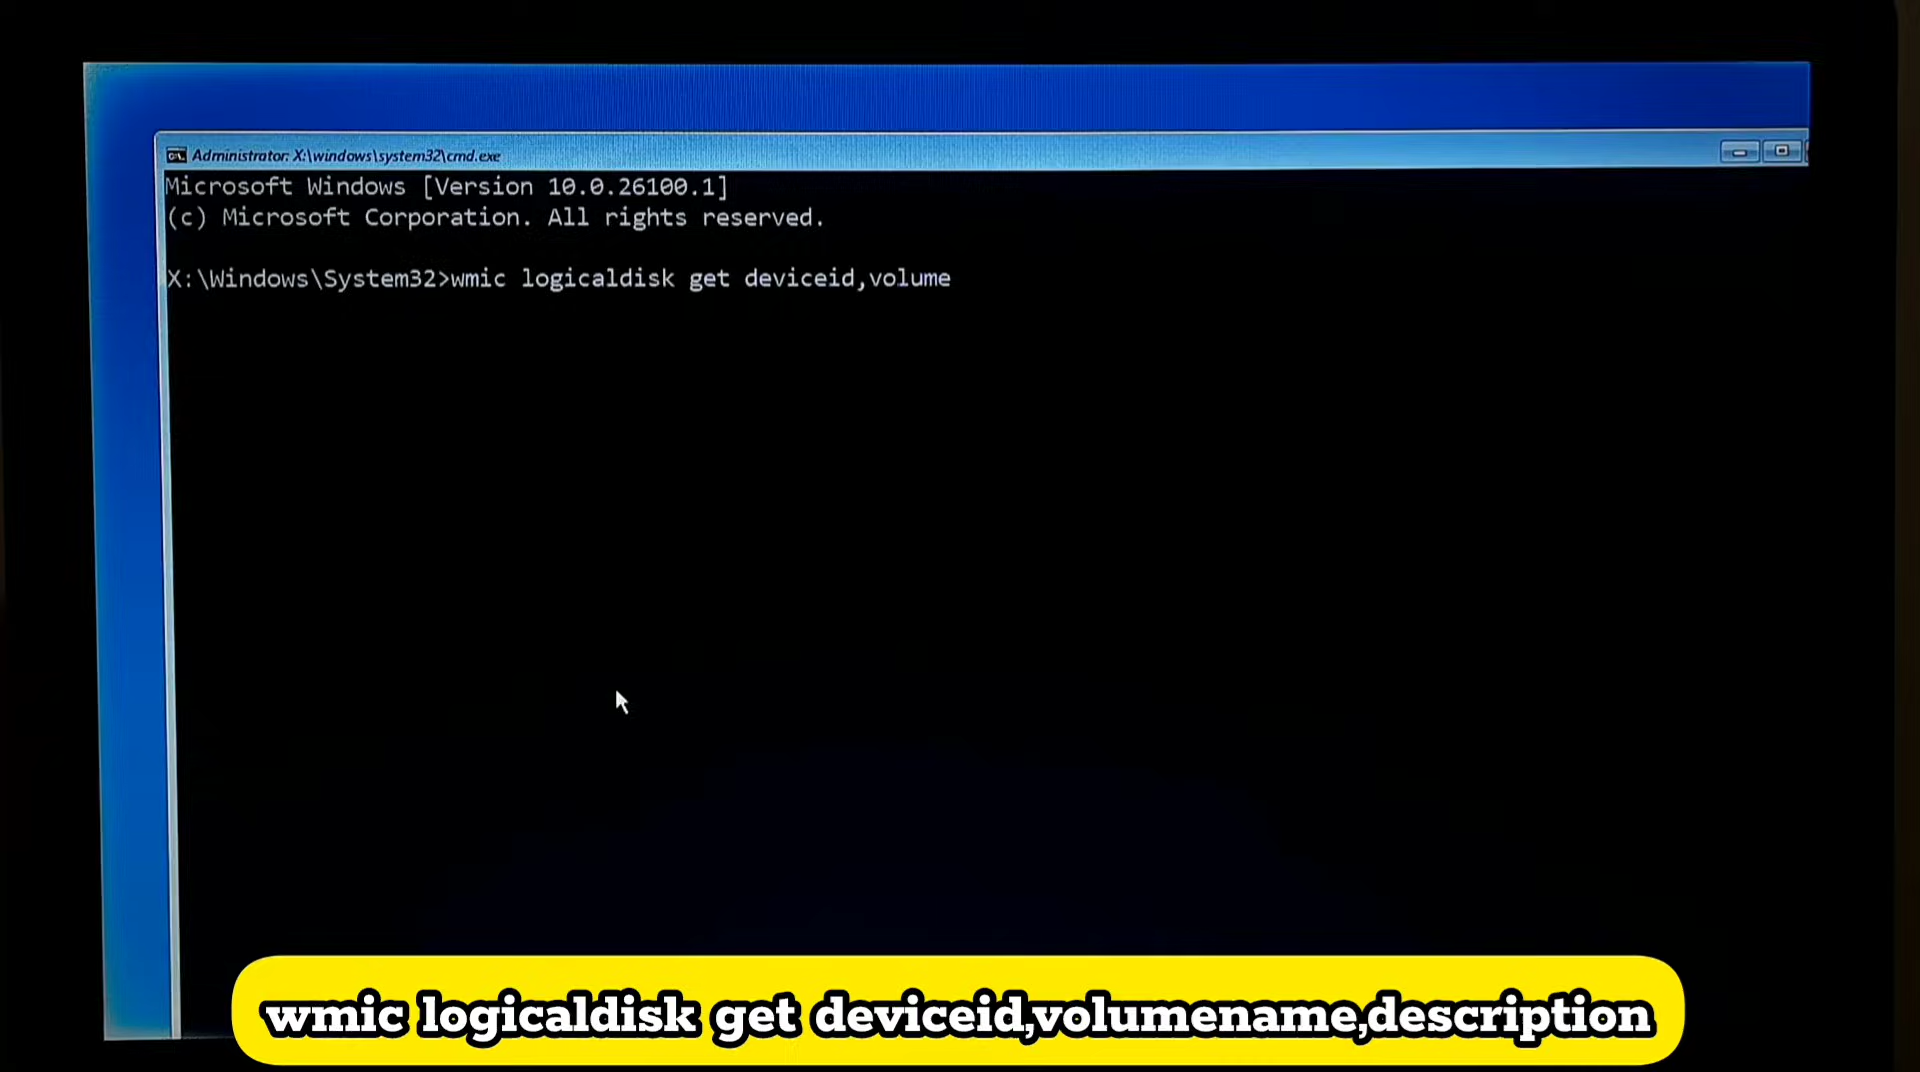 Administrator: X:\windows\system32\cmd.exe
Microsoft Windows [Version 10.0.26100.1]
(c) Microsoft Corporation. All rights reserved.
X:\Windows\System32>wmic logicaldisk get deviceid,volume
wmic logicaldisk get deviceid,volumename,description